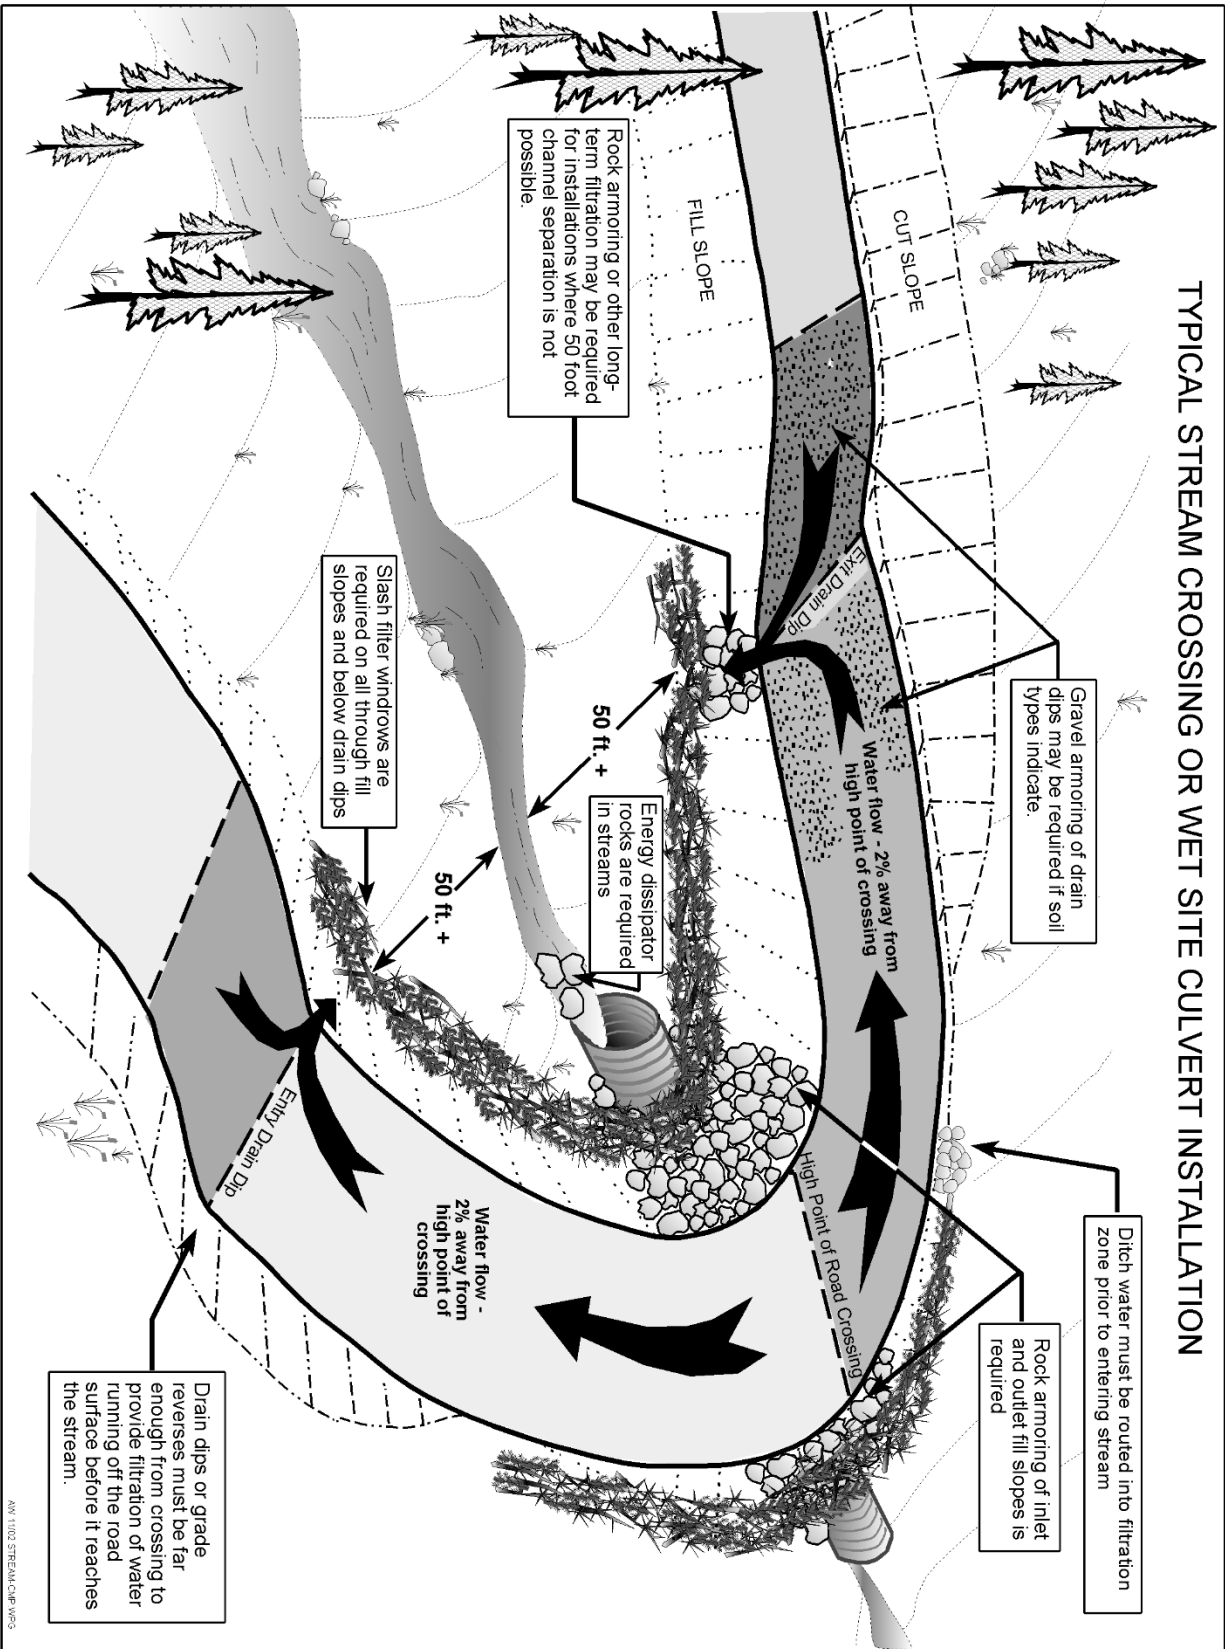 TYPICAL STREAM CROSSING OR WET SITE CULVERT INSTALLATION
CUT SLOPE
FILL SLOPE
Rock armoring or other long-
term filtration may be required
for installations where 50 foot
channel separation is not
possible.
Gravel armoring of drain
dips may be required if soil
types indicate.
Ditch water must be routed into filtration
zone prior to entering stream
Rock armoring of inlet
and outlet fill slopes is
required
Exit Drain Dip
Water flow - 2% away from
high point of crossing
High Point of Road Crossing
50 ft. +
Energy dissipator
rocks are required
in streams
50 ft. +
Slash filter windrows are
required on all through fill
slopes and below drain dips
Water flow -
2% away from
high point of
crossing
Entry Drain Dip
Drain dips or grade
reverses must be far
enough from crossing to
provide filtration of water
running off the road
surface before it reaches
the stream.
AW 11/02 STREAM-CMP.WPG